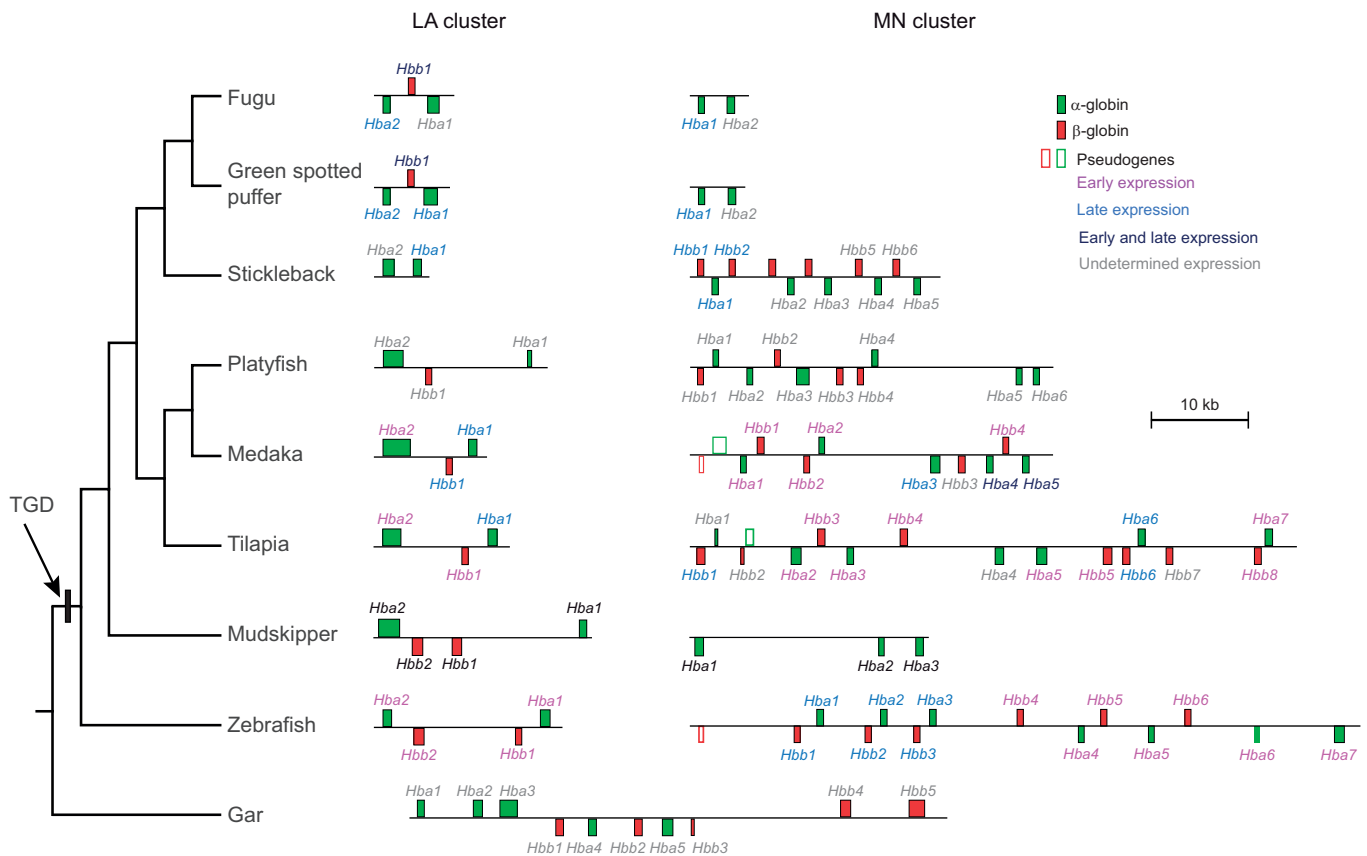 LA cluster
MN cluster
Hbb1
Fugu
Hba2 Hba1
Hba1 Hba2
α-globin
β-globin
Pseudogenes
Early expression
Late expression
Early and late expression
Undetermined expression
Hbb1
Green spotted
puffer
Hba2 Hba1
Hba1 Hba2
Hba2 Hba1
Hbb1 Hbb2 Hbb5 Hbb6
Stickleback
Hba1 Hba2 Hba3 Hba4 Hba5
Hba2 Hba1
Hba1 Hbb2 Hba4
Platyfish
Hbb1
Hbb1 Hba2 Hba3 Hbb3 Hbb4 Hba5 Hba6
10 kb
Hba2 Hba1
Hbb1 Hba2 Hbb4
Medaka
Hbb1
Hba1 Hbb2 Hba3 Hbb3 Hba4 Hba5
TGD
Hba2 Hba1
Hba1 Hbb3 Hbb4 Hba6 Hba7
Tilapia
Hbb1
Hbb1 Hbb2 Hba2 Hba3 Hba4 Hba5 Hbb5 Hbb6 Hbb7 Hbb8
Hba2 Hba1
Mudskipper
Hbb2 Hbb1
Hba1 Hba2 Hba3
Hba2 Hba1
Hba1 Hba2 Hba3 Hbb4 Hbb5 Hbb6
Zebrafish
Hbb2 Hbb1
Hbb1 Hbb2 Hbb3 Hba4 Hba5 Hba6 Hba7
Hba1 Hba2 Hba3 Hbb4 Hbb5
Gar
Hbb1 Hba4 Hbb2 Hba5 Hbb3